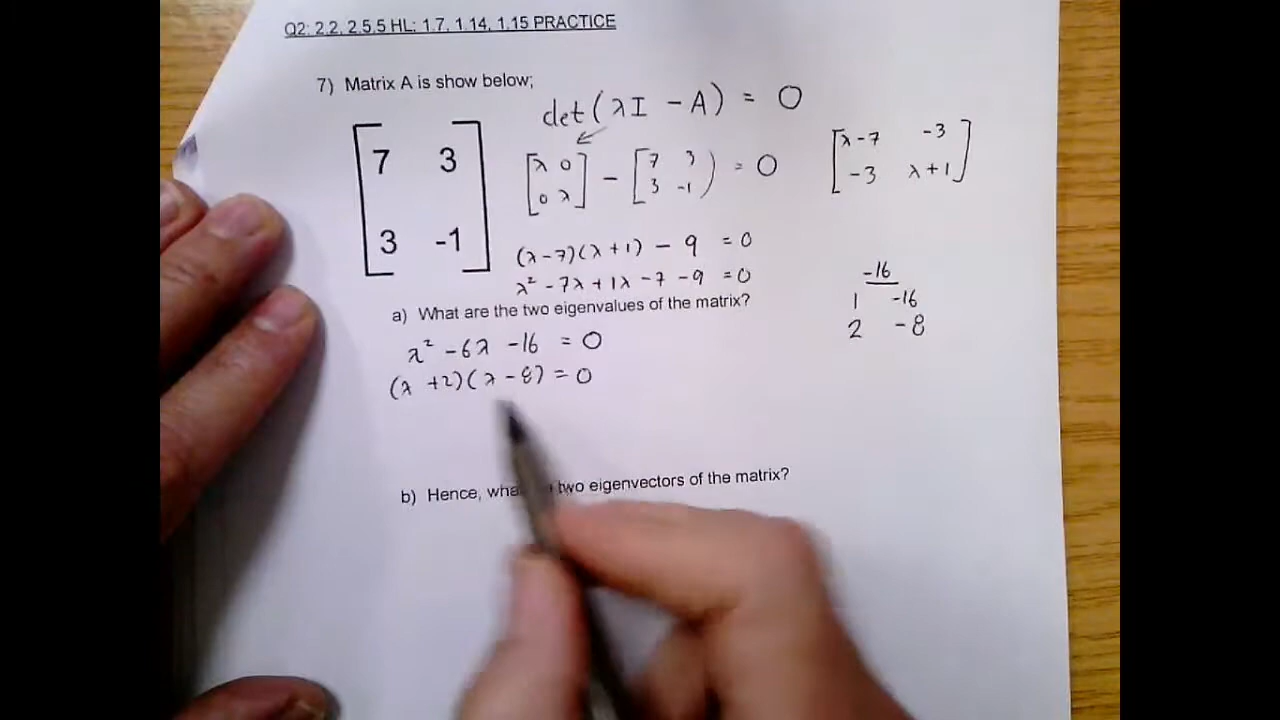 Q2: 2.2, 2.5.5 HL: 1.7, 1.14, 1.15 PRACTICE
7) Matrix A is show below;
det(λI - A) = 0
[7 3
3 -1]
[λ 0
0 λ] - [7 3
3 -1) = 0
[λ-7 -3
-3 λ+1]
(λ-7)(λ+1) - 9 = 0
λ² - 7λ + 1λ - 7 - 9 = 0
-16
1 -16
2 -8
a) What are the two eigenvalues of the matrix?
λ² - 6λ - 16 = 0
(λ +2)(λ - 8) = 0
b) Hence, two eigenvectors of the matrix?